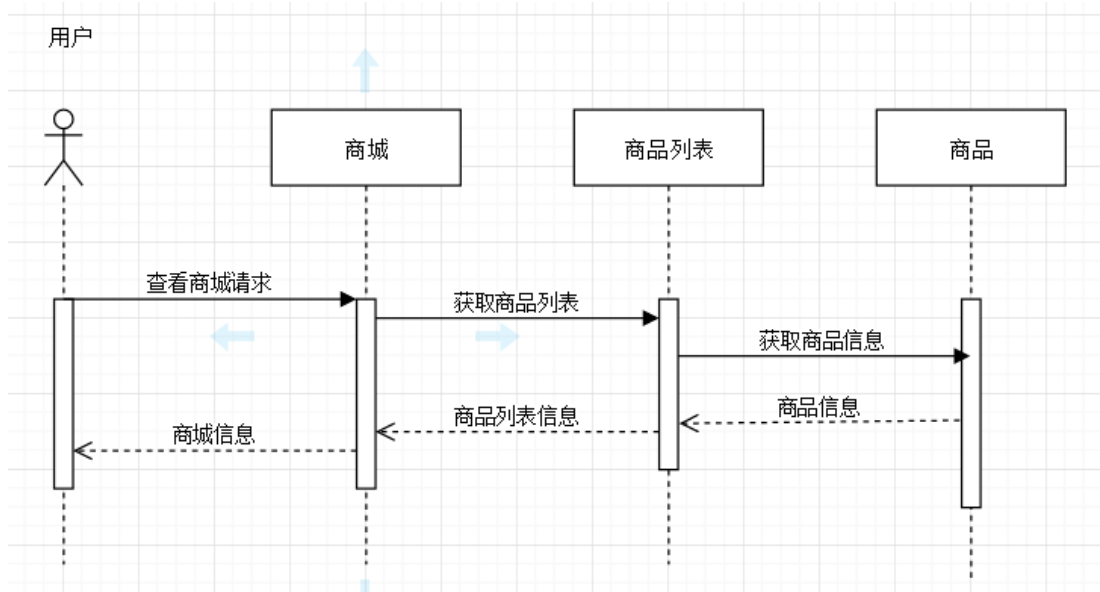 用户
商城
商品列表
商品
查看商城请求
获取商品列表
获取商品信息
商品信息
商品列表信息
商城信息